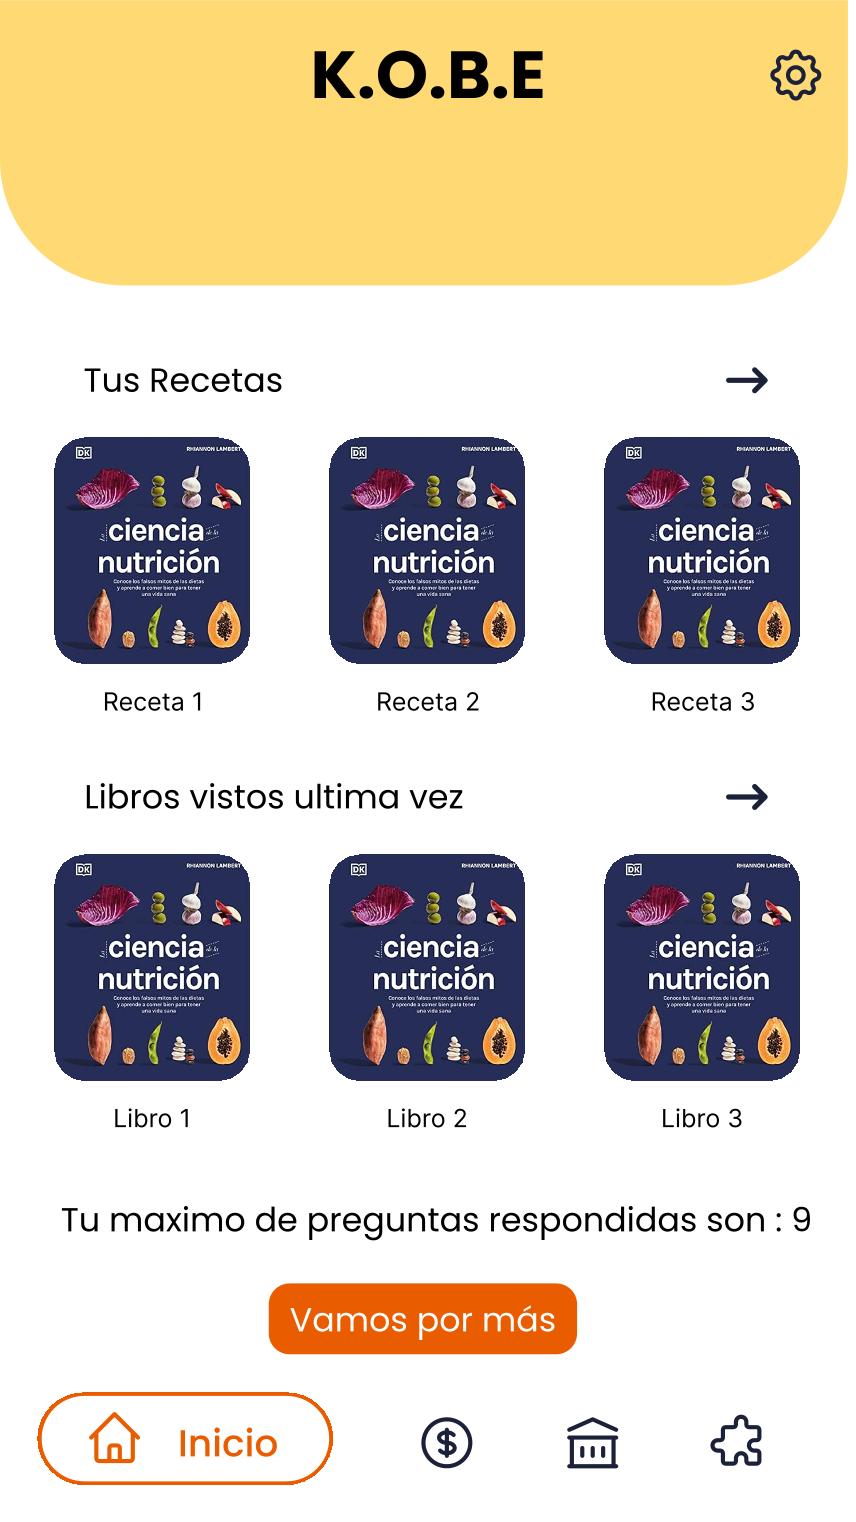 K.O.B.E
Tus Recetas
DK RHIANNON LAMBERT
La ciencia de la
nutrición
Conoce los falsos mitos de las dietas
y aprende a comer bien para tener
una vida sana
DK RHIANNON LAMBERT
La ciencia de la
nutrición
Conoce los falsos mitos de las dietas
y aprende a comer bien para tener
una vida sana
DK RHIANNON LAMBERT
La ciencia de la
nutrición
Conoce los falsos mitos de las dietas
y aprende a comer bien para tener
una vida sana
Receta 1 Receta 2 Receta 3
Libros vistos ultima vez
DK RHIANNON LAMBERT
La ciencia de la
nutrición
Conoce los falsos mitos de las dietas
y aprende a comer bien para tener
una vida sana
DK RHIANNON LAMBERT
La ciencia de la
nutrición
Conoce los falsos mitos de las dietas
y aprende a comer bien para tener
una vida sana
DK RHIANNON LAMBERT
La ciencia de la
nutrición
Conoce los falsos mitos de las dietas
y aprende a comer bien para tener
una vida sana
Libro 1 Libro 2 Libro 3
Tu maximo de preguntas respondidas son : 9
Vamos por más
Inicio